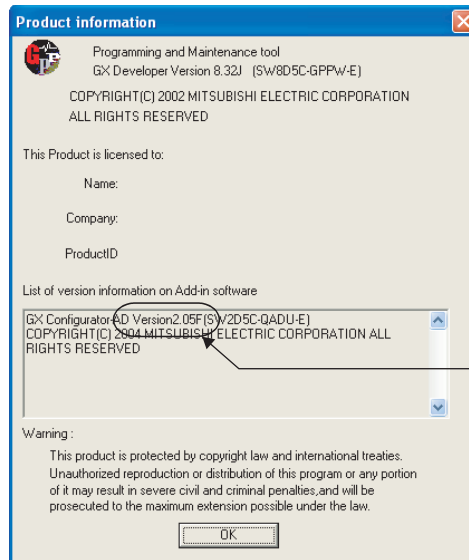 Product information
Programming and Maintenance tool
GX Developer Version 8.32J (SW8D5C-GPPW-E)
COPYRIGHT(C) 2002 MITSUBISHI ELECTRIC CORPORATION
ALL RIGHTS RESERVED
This Product is licensed to:
Name:
Company:
ProductID
List of version information on Add-in software
GX Configurator-AD Version2.05F(SW2D5C-QADU-E)
COPYRIGHT(C) 2004 MITSUBISHI ELECTRIC CORPORATION ALL
RIGHTS RESERVED
Warning :
This product is protected by copyright law and international treaties.
Unauthorized reproduction or distribution of this program or any portion
of it may result in severe civil and criminal penalties,and will be
prosecuted to the maximum extension possible under the law.
OK